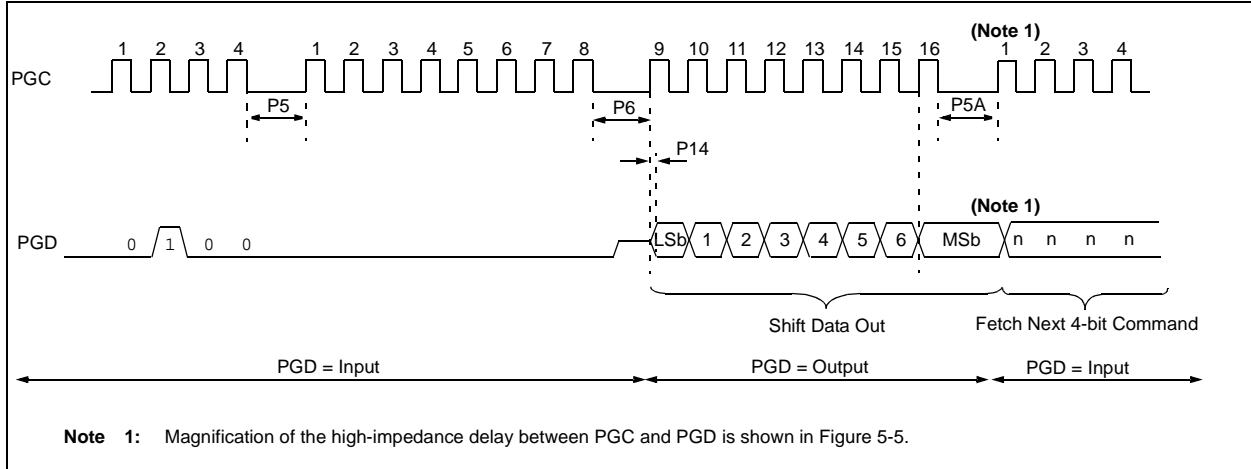 (Note 1)
1 2 3 4 1 2 3 4 5 6 7 8 9 10 11 12 13 14 15 16 1 2 3 4
PGC
P5 P6 P5A
P14
(Note 1)
PGD 0 1 0 0 LSb 1 2 3 4 5 6 MSb n n n n
Shift Data Out Fetch Next 4-bit Command
PGD = Input PGD = Output PGD = Input
Note 1: Magnification of the high-impedance delay between PGC and PGD is shown in Figure 5-5.